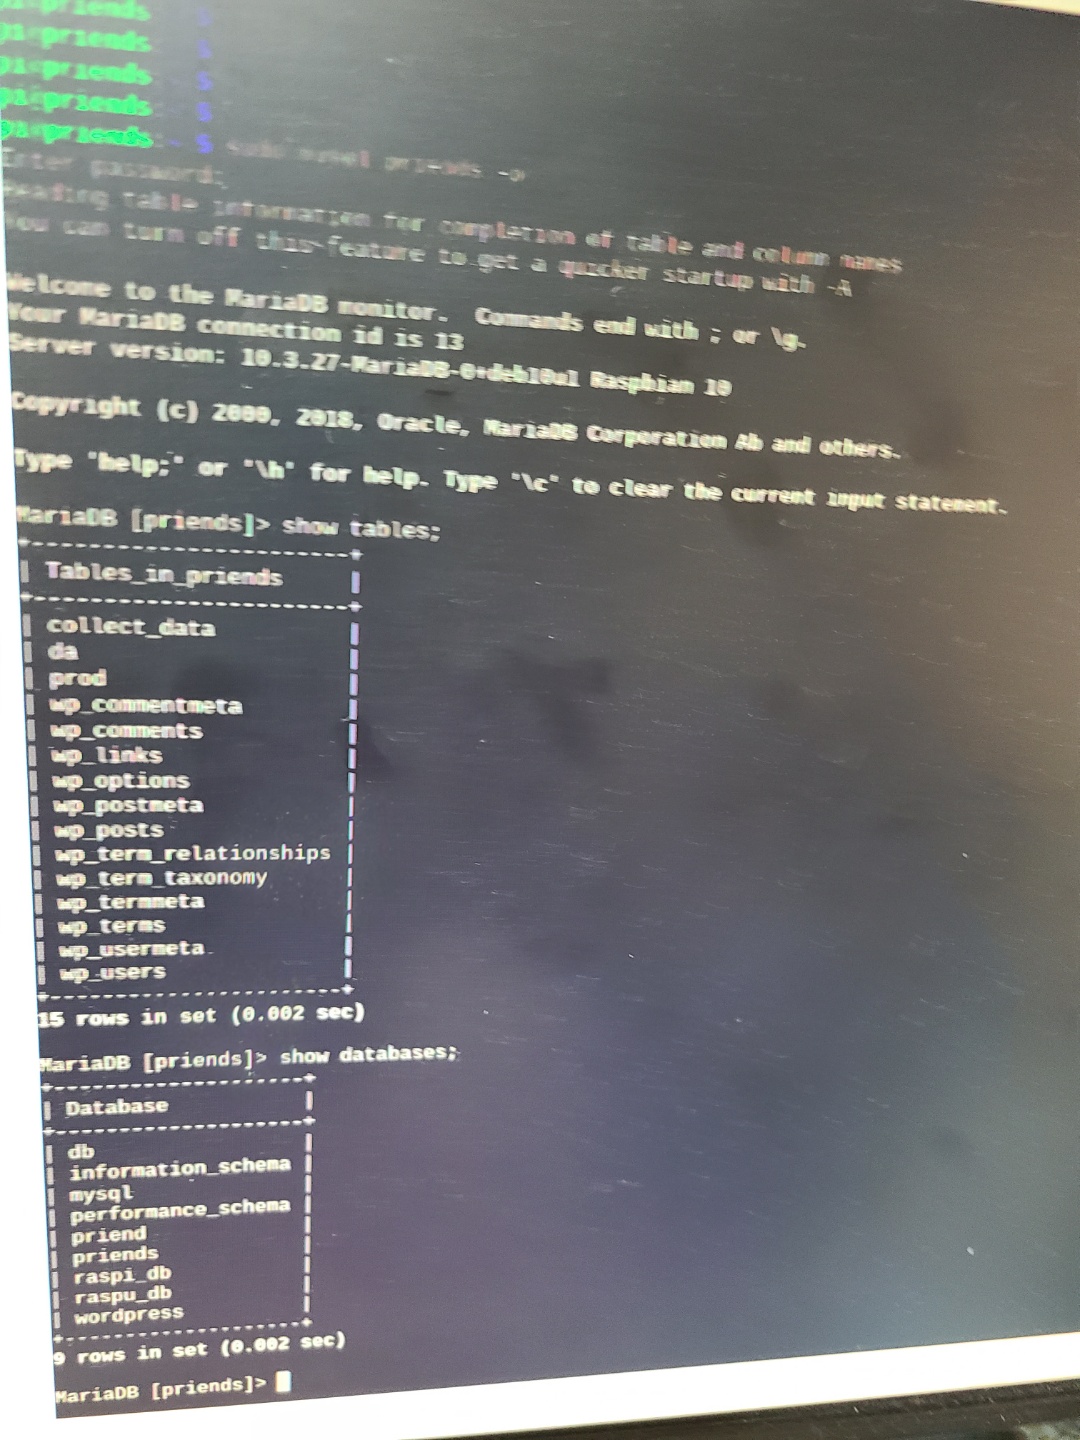 priends $
@priends $
@priends $
pi@priends $
pi@priends:~ $ sudo mysql priends -p
Enter password:
Reading table information for completion of table and column names
You can turn off this feature to get a quicker startup with -A
Welcome to the MariaDB monitor.  Commands end with ; or \g.
Your MariaDB connection id is 13
Server version: 10.3.27-MariaDB-0+deb10u1 Raspbian 10
Copyright (c) 2000, 2018, Oracle, MariaDB Corporation Ab and others.
Type 'help;' or '\h' for help. Type '\c' to clear the current input statement.
MariaDB [priends]> show tables;
+-----------------------+
| Tables_in_priends     |
+-----------------------+
| collect_data          |
| da                    |
| prod                  |
| wp_commentmeta        |
| wp_comments           |
| wp_links              |
| wp_options            |
| wp_postmeta           |
| wp_posts              |
| wp_term_relationships |
| wp_term_taxonomy      |
| wp_termmeta           |
| wp_terms              |
| wp_usermeta           |
| wp_users              |
+-----------------------+
15 rows in set (0.002 sec)
MariaDB [priends]> show databases;
+--------------------+
| Database           |
+--------------------+
| db                 |
| information_schema |
| mysql              |
| performance_schema |
| priend             |
| priends            |
| raspi_db           |
| raspu_db           |
| wordpress          |
+--------------------+
9 rows in set (0.002 sec)
MariaDB [priends]>